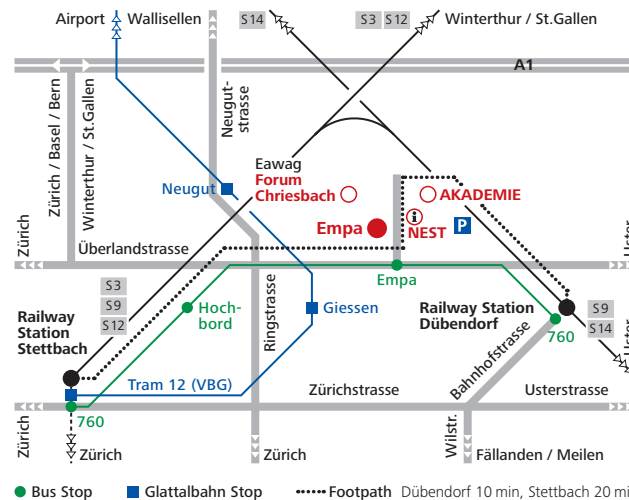 Airport
Wallisellen
S14
S3
S12
Winterthur / St.Gallen
A1
Zürich / Basel / Bern
Winterthur / St.Gallen
Neugut-
strasse
Eawag
Forum
Chriesbach
AKADEMIE
Neugut
Empa
i
NEST
P
Zürich
Überlandstrasse
Uster
Empa
S3
S9
S12
Hoch-
bord
Ringstrasse
Giessen
Railway Station
Dübendorf
S9
S14
Railway
Station
Stettbach
760
Bahnhofstrasse
Uster
Tram 12 (VBG)
Zürichstrasse
Usterstrasse
760
Zürich
Zürich
Zürich
Wilstr.
Fällanden / Meilen
Bus Stop
Glattalbahn Stop
Footpath Dübendorf 10 min, Stettbach 20 mi